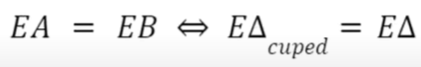 EA = EB ⇔ EΔ_cuped = EΔ